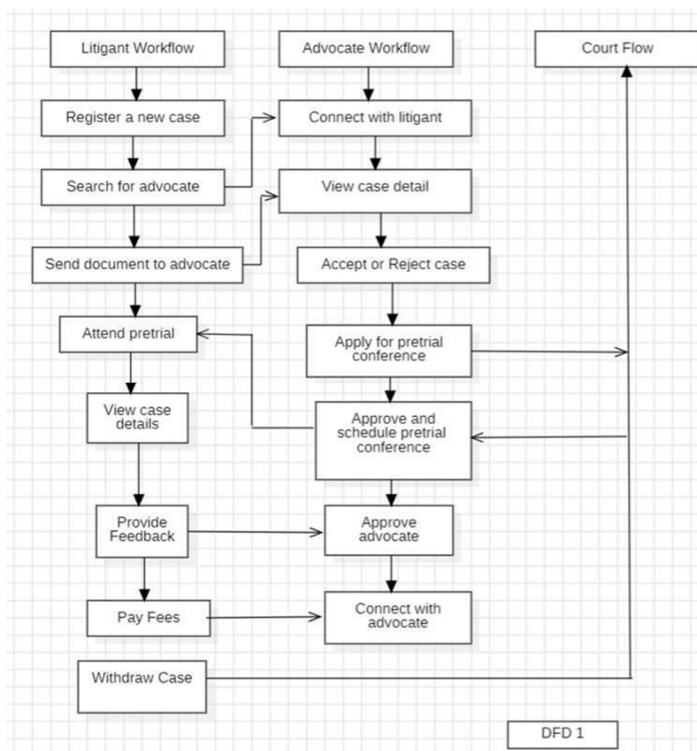 Litigant Workflow
Advocate Workflow
Court Flow
Register a new case
Connect with litigant
Search for advocate
View case detail
Send document to advocate
Accept or Reject case
Attend pretrial
Apply for pretrial
conference
View case
details
Approve and
schedule pretrial
conference
Provide
Feedback
Approve
advocate
Pay Fees
Connect with
advocate
Withdraw Case
DFD 1